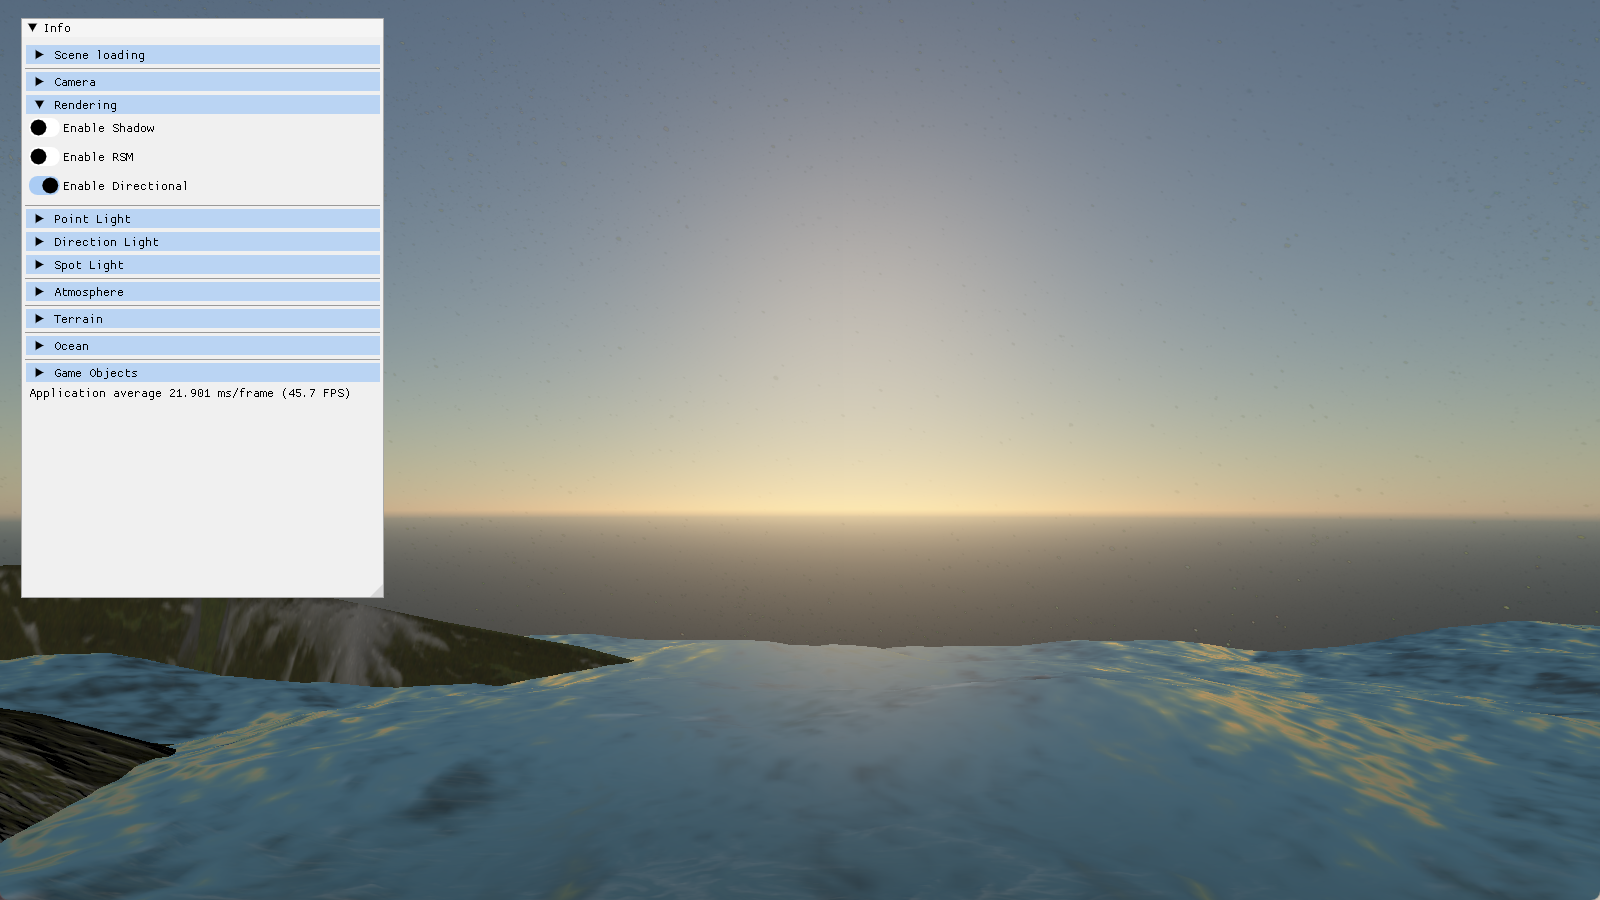 Info
Scene loading
Camera
Rendering
Enable Shadow
Enable RSM
Enable Directional
Point Light
Direction Light
Spot Light
Atmosphere
Terrain
Ocean
Game Objects
Application average 21.901 ms/frame (45.7 FPS)